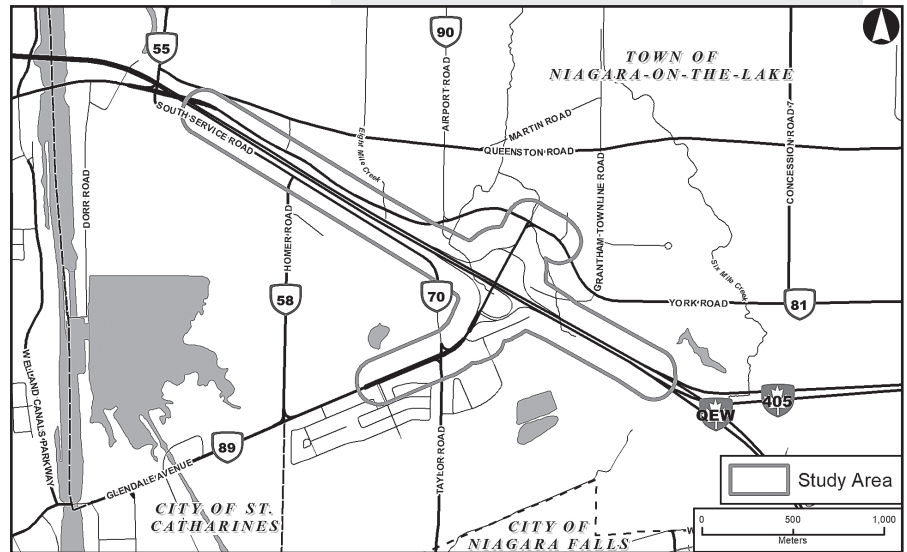 55
90
TOWN OF
NIAGARA-ON-THE-LAKE
AIRPORT ROAD
SOUTH SERVICE ROAD
Eight Mile Creek
MARTIN ROAD
QUEENSTON ROAD
CONCESSION ROAD 7
DORR ROAD
HOMER ROAD
GRANTHAM-TOWNLINE ROAD
Six Mile Creek
58
70
YORK ROAD
81
WELLAND CANALS PARKWAY
QEW
405
89
GLENDALE AVENUE
TAYLOR ROAD
Study Area
CITY OF ST.
CATHARINES
CITY OF
NIAGARA FALLS
0 500 1,000
Meters